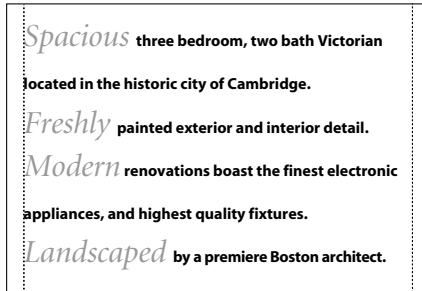 Spacious three bedroom, two bath Victorian
located in the historic city of Cambridge.
Freshly painted exterior and interior detail.
Modern renovations boast the finest electronic
appliances, and highest quality fixtures.
Landscaped by a premiere Boston architect.